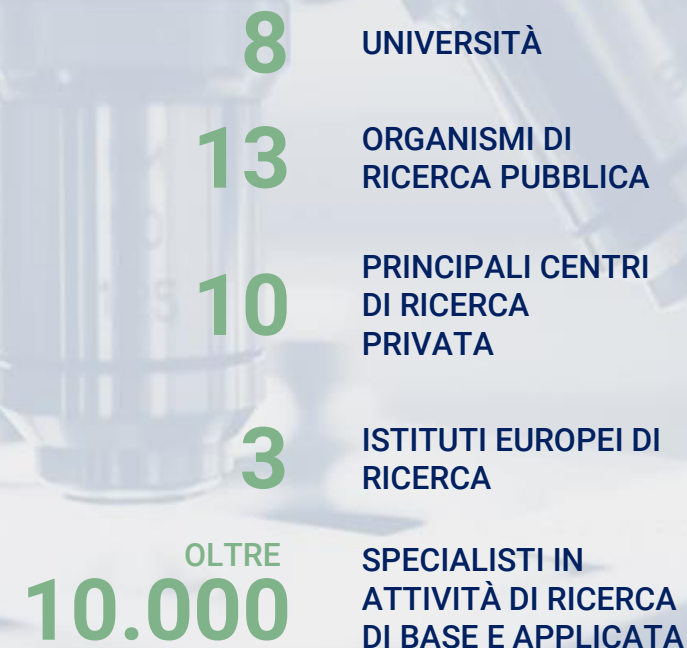 8 UNIVERSITÀ
13 ORGANISMI DI
RICERCA PUBBLICA
10 PRINCIPALI CENTRI
DI RICERCA
PRIVATA
3 ISTITUTI EUROPEI DI
RICERCA
OLTRE
10.000 SPECIALISTI IN
ATTIVITÀ DI RICERCA
DI BASE E APPLICATA